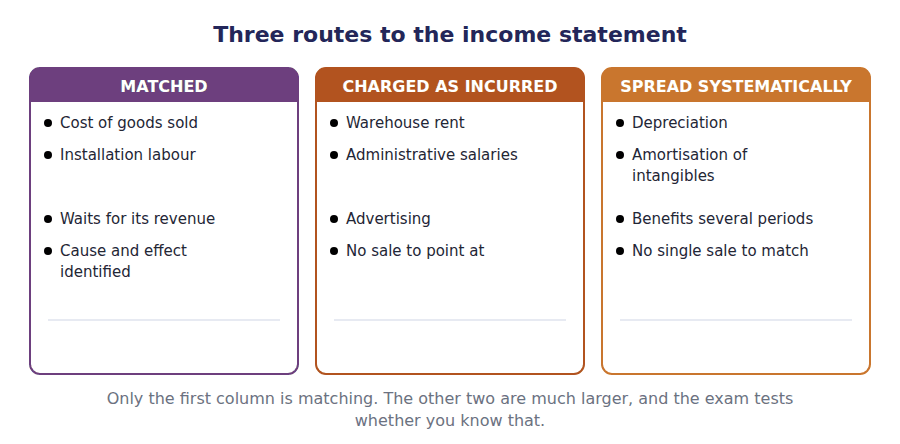 Three routes to the income statement
MATCHED
Cost of goods sold
Installation labour
Waits for its revenue
Cause and effect
identified
CHARGED AS INCURRED
Warehouse rent
Administrative salaries
Advertising
No sale to point at
SPREAD SYSTEMATICALLY
Depreciation
Amortisation of
intangibles
Benefits several periods
No single sale to match
Only the first column is matching. The other two are much larger, and the exam tests
whether you know that.